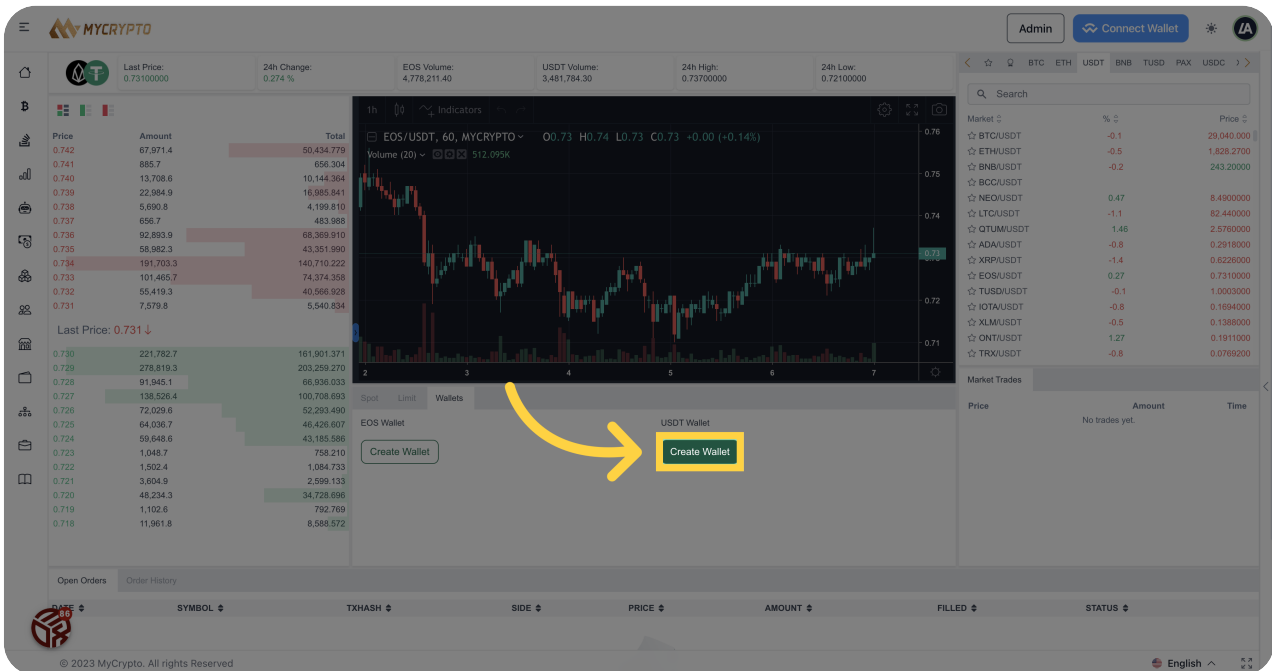 MYCRYPTO
Admin
Connect Wallet
Last Price:
0.73100000
24h Change:
0.274 %
EOS Volume:
4,778,211.40
USDT Volume:
3,481,784.30
24h High:
0.73700000
24h Low:
0.72100000
BTC ETH USDT BNB TUSD PAX USDC
Search
Market % Price
BTC/USDT -0.1 29,040.000
ETH/USDT -0.5 1,828.2700
BNB/USDT -0.2 243.20000
BCC/USDT
NEO/USDT 0.47 8.4900000
LTC/USDT -1.1 82.440000
QTUM/USDT 1.46 2.5760000
ADA/USDT -0.8 0.2918000
XRP/USDT -1.4 0.6226000
EOS/USDT 0.27 0.7310000
TUSD/USDT -0.1 1.0003000
IOTA/USDT -0.8 0.1694000
XLM/USDT -0.5 0.1388000
ONT/USDT 1.27 0.1911000
TRX/USDT -0.8 0.0769200
Price Amount Total
0.742 67,971.4 50,434.779
0.741 885.7 656.304
0.740 13,708.6 10,144.364
0.739 22,984.9 16,985.841
0.738 5,690.8 4,199.810
0.737 656.7 483.988
0.736 92,893.9 68,369.910
0.735 58,982.3 43,351.990
0.734 191,703.3 140,710.222
0.733 101,465.7 74,374.358
0.732 55,419.3 40,566.928
0.731 7,579.8 5,540.834
Last Price: 0.731↓
0.730 221,782.7 161,901.371
0.729 278,819.3 203,259.270
0.728 91,945.1 66,936.033
0.727 138,526.4 100,708.693
0.726 72,029.6 52,293.490
0.725 64,036.7 46,426.607
0.724 59,648.6 43,185.586
0.723 1,048.7 758.210
0.722 1,502.4 1,084.733
0.721 3,604.9 2,599.133
0.720 48,234.3 34,728.696
0.719 1,102.6 792.769
0.718 11,961.8 8,588.572
1h Indicators
EOS/USDT, 60, MYCRYPTO O0.73 H0.74 L0.73 C0.73 +0.00 (+0.14%)
Volume (20) 512.095K
0.76
0.75
0.74
0.73
0.72
0.71
2 3 4 5 6 7
Spot Limit Wallets
EOS Wallet
Create Wallet
USDT Wallet
Create Wallet
Market Trades
Price Amount Time
No trades yet.
Open Orders Order History
DATE SYMBOL TXHASH SIDE PRICE AMOUNT FILLED STATUS
86
© 2023 MyCrypto. All rights Reserved
English